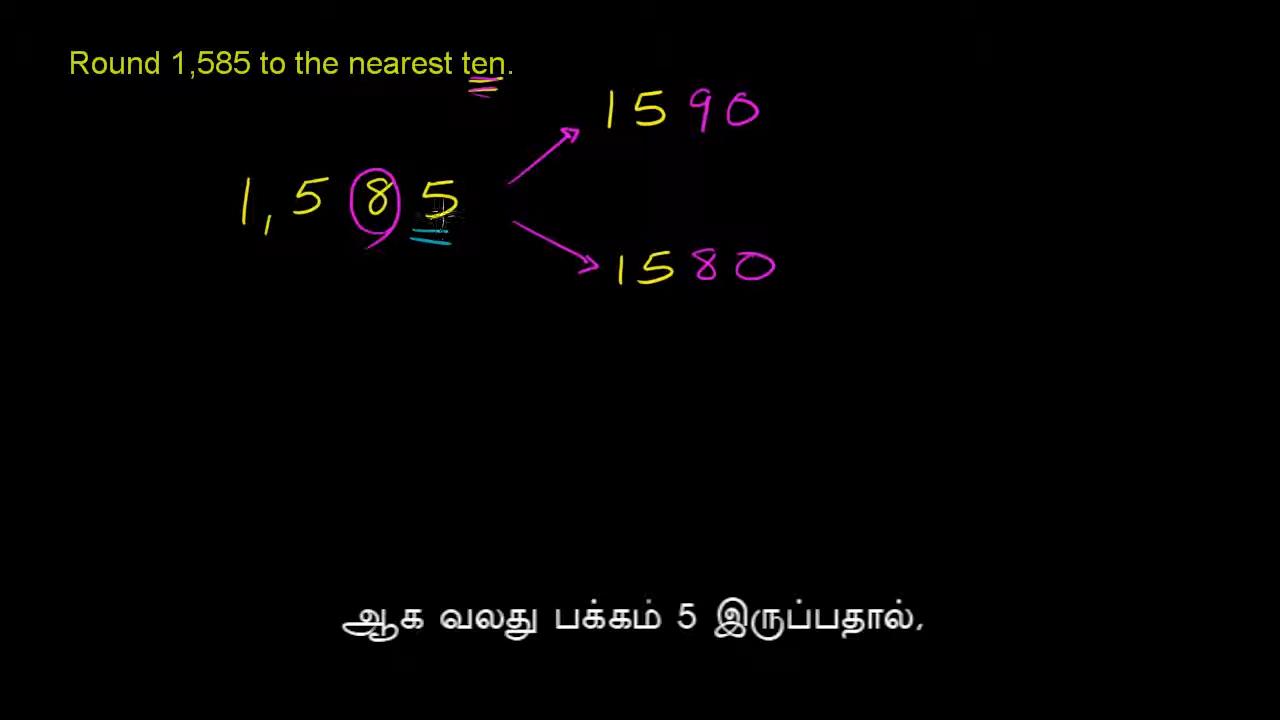 Round 1,585 to the nearest ten.
1590
1,585
1580
ஆக வலது பக்கம் 5 இருப்பதால்,